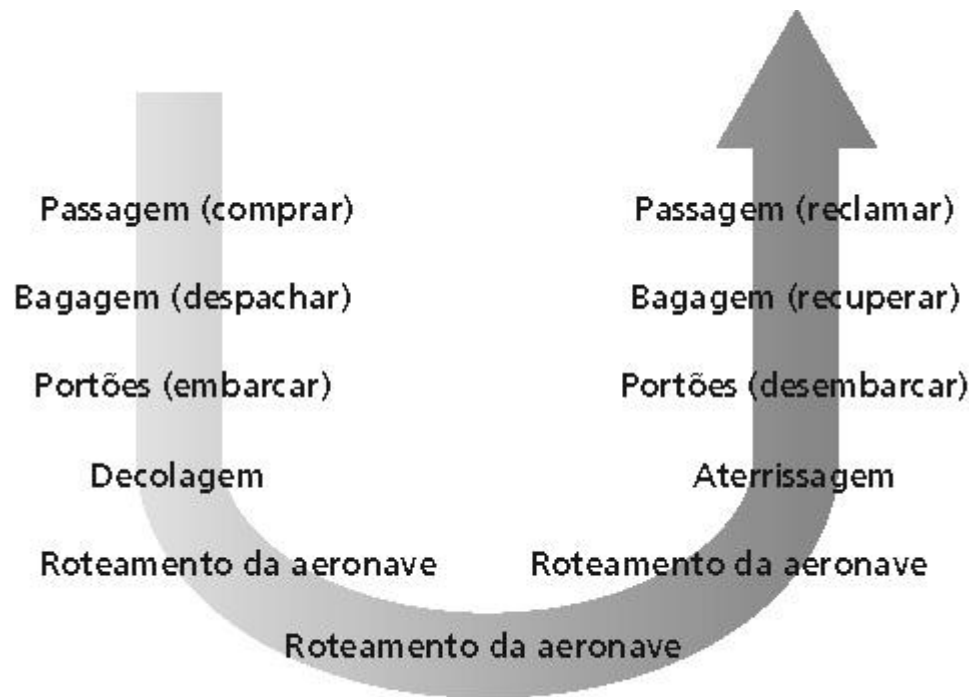 Passagem (comprar)
Bagagem (despachar)
Portões (embarcar)
Decolagem
Roteamento da aeronave
Roteamento da aeronave
Roteamento da aeronave
Aterrissagem
Portões (desembarcar)
Bagagem (recuperar)
Passagem (reclamar)